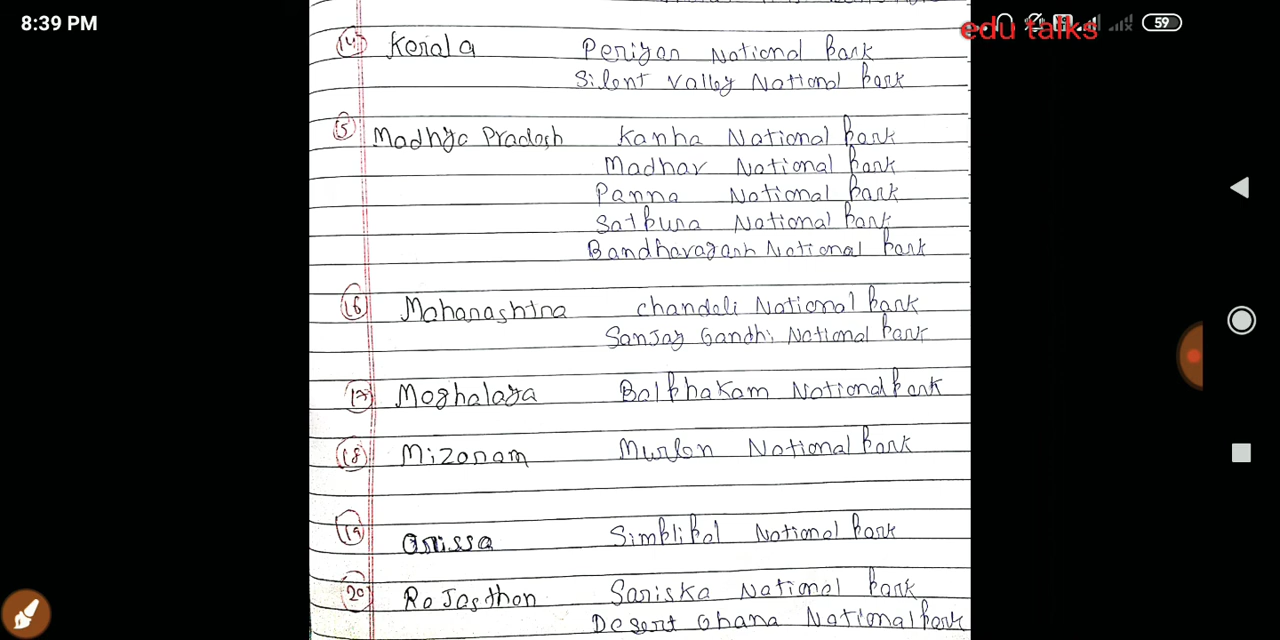 8:39 PM
edu talks
59
14 Kerala Periyar National Park
Silent Valley National Park
15 Madhya Pradesh Kanha National Park
Madhav National Park
Panna National Park
Satpura National Park
Bandhavagarh National Park
16 Maharashtra Chandoli National Park
Sanjay Gandhi National Park
17 Meghalaya Balphakam National Park
18 Mizoram Murlen National Park
19 Orissa Simplipal National Park
20 Rajasthan Sariska National Park
Desert Ghana National Park